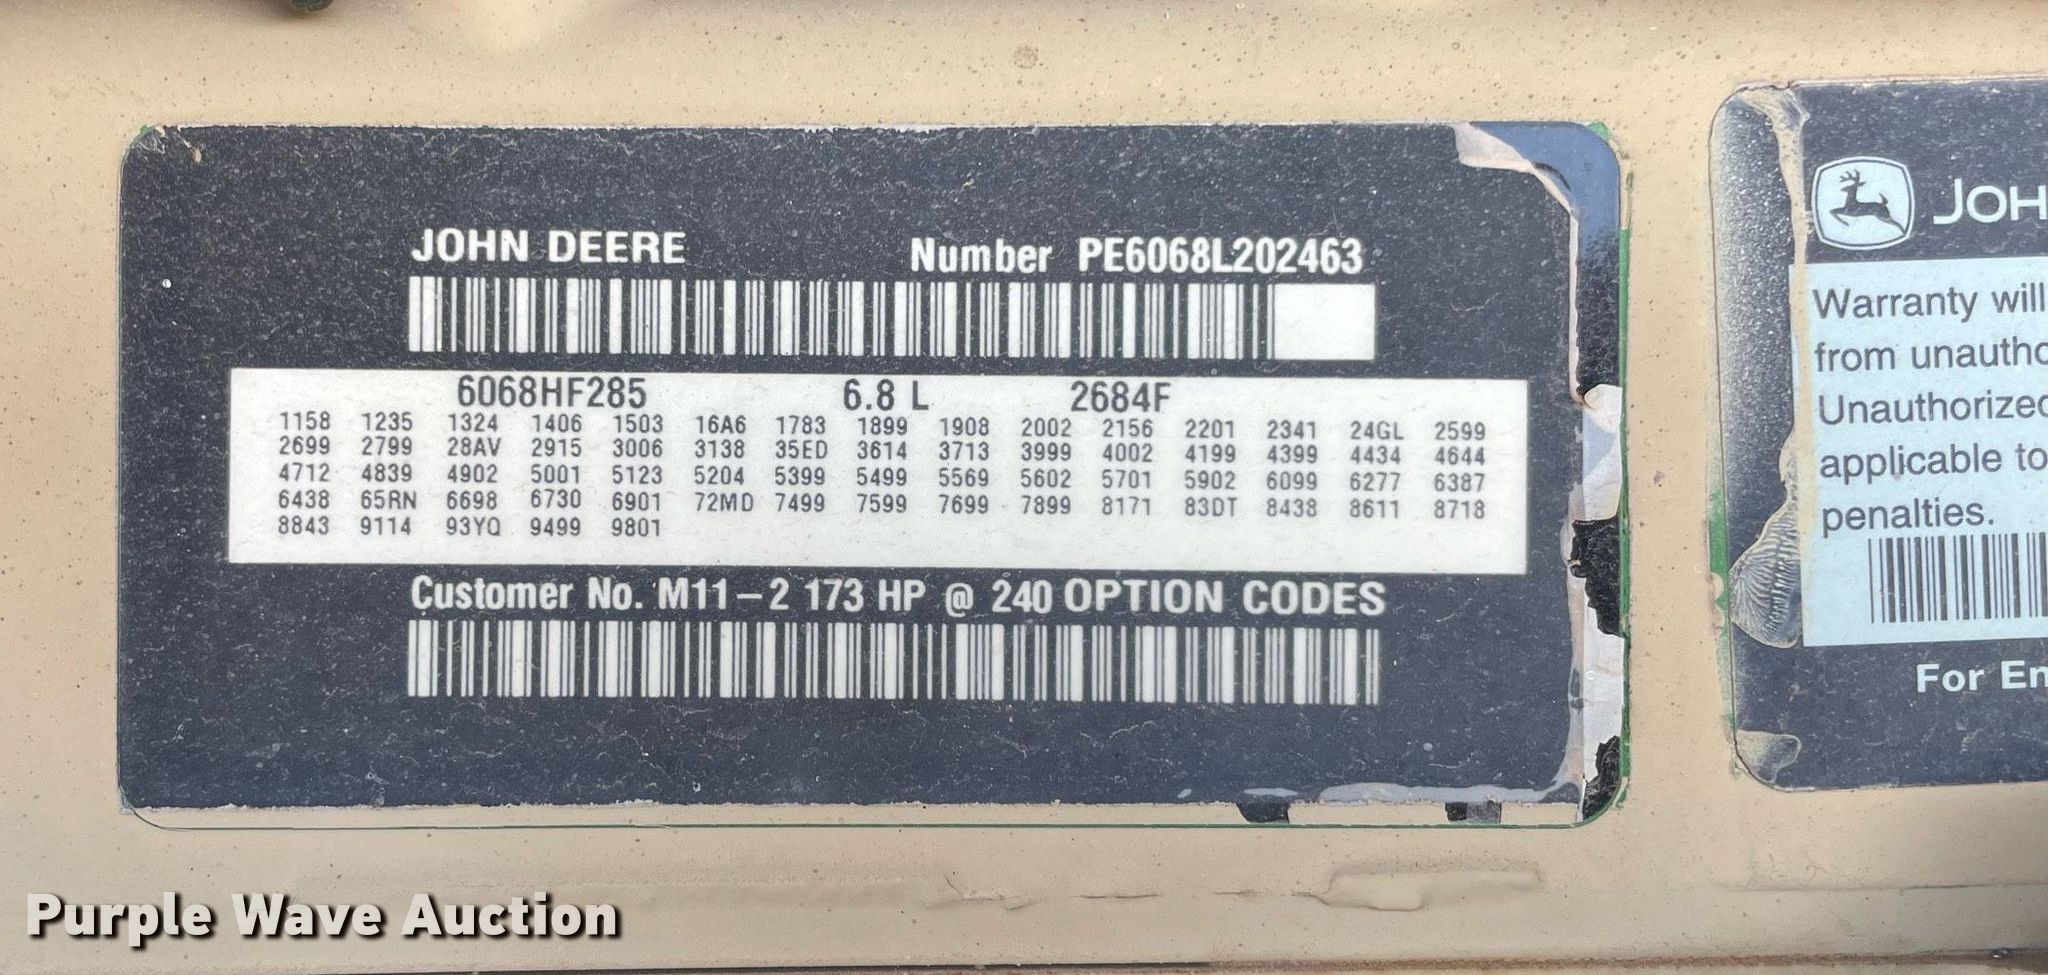 JOHN DEERE Number PE6068L202463
6068HF285 6.8 L 2684F
1158 1235 1324 1406 1503 16A6 1783 1899 1908 2002 2156 2201 2341 24GL 2599
2699 2799 28AV 2915 3006 3138 35ED 3614 3713 3999 4002 4199 4399 4434 4644
4712 4839 4902 5001 5123 5204 5399 5499 5569 5602 5701 5902 6099 6277 6387
6438 65RN 6698 6730 6901 72MD 7499 7599 7699 7899 8171 83DT 8438 8611 8718
8843 9114 93YQ 9499 9801
Customer No. M11-2 173 HP @ 240 OPTION CODES
JOH
Warranty will
from unautho
Unauthorized
applicable to
penalties.
For En
Purple Wave Auction